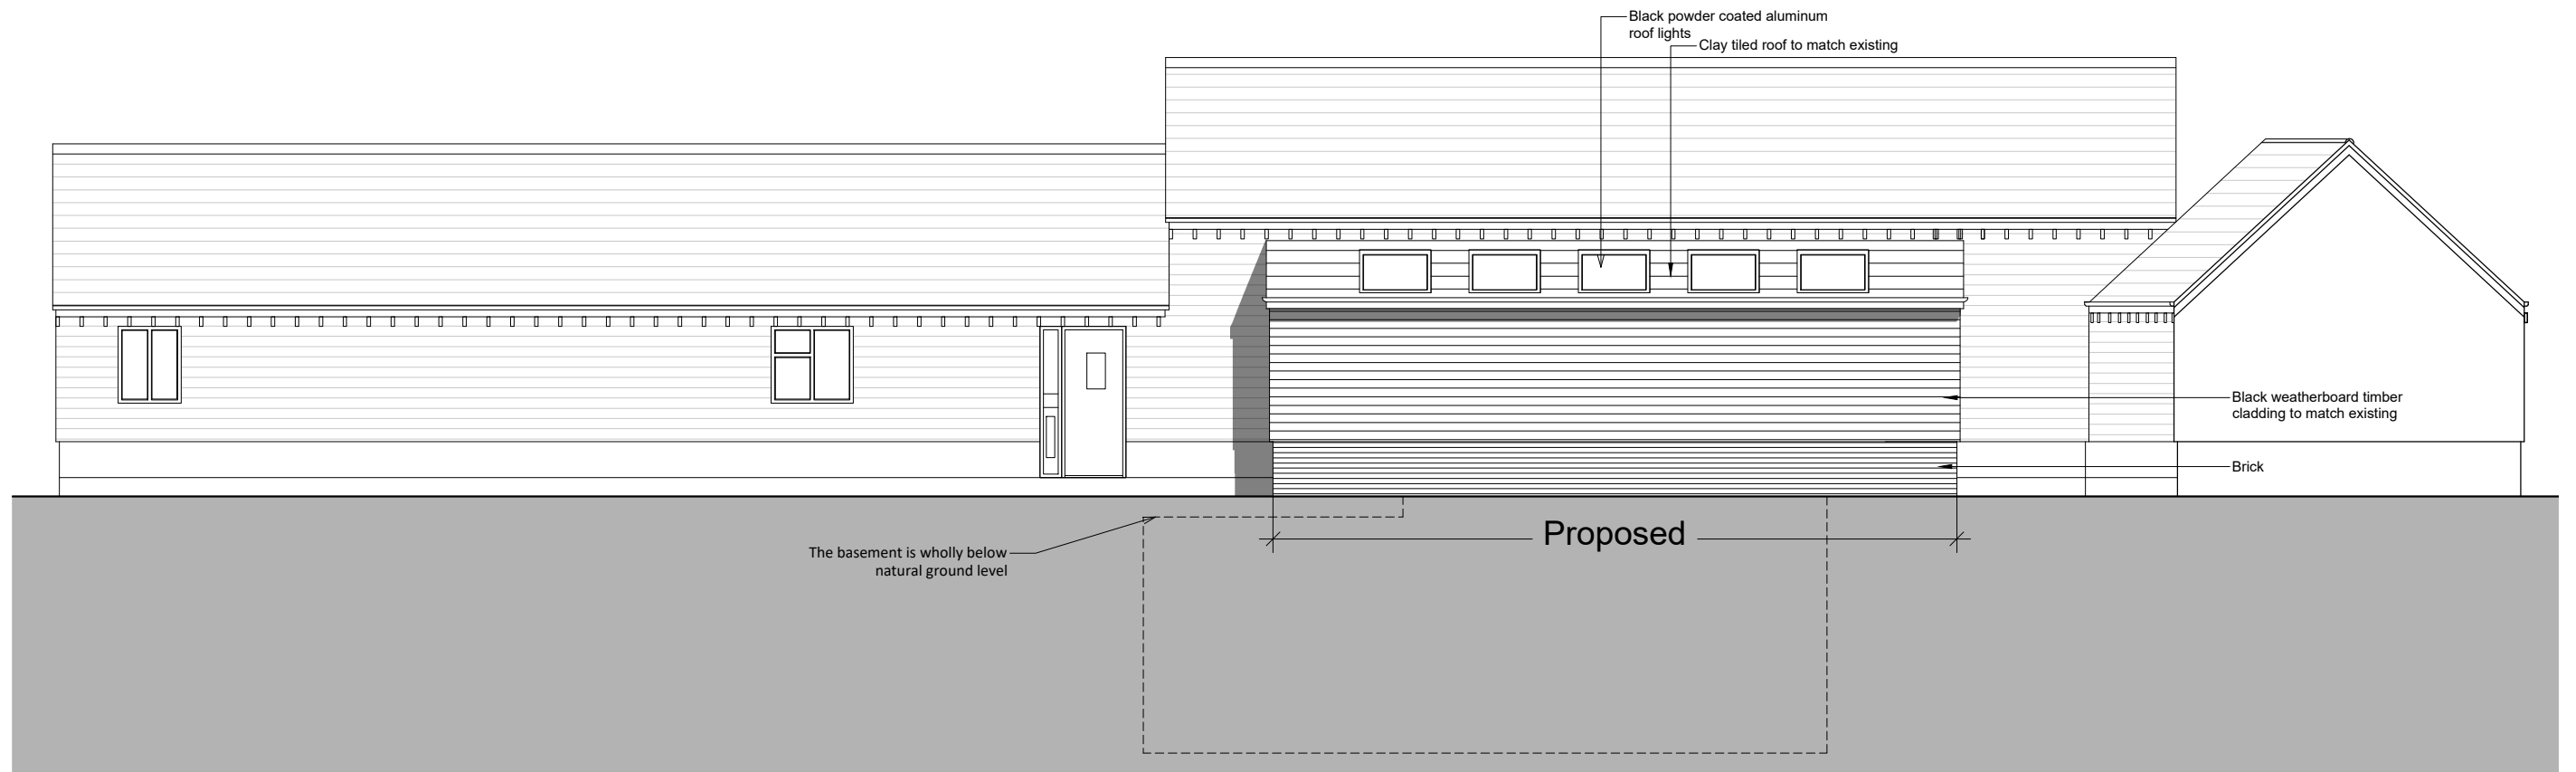 Black powder coated aluminum
roof lights
Clay tiled roof to match existing
Black weatherboard timber
cladding to match existing
Brick
Proposed
The basement is wholly below
natural ground level